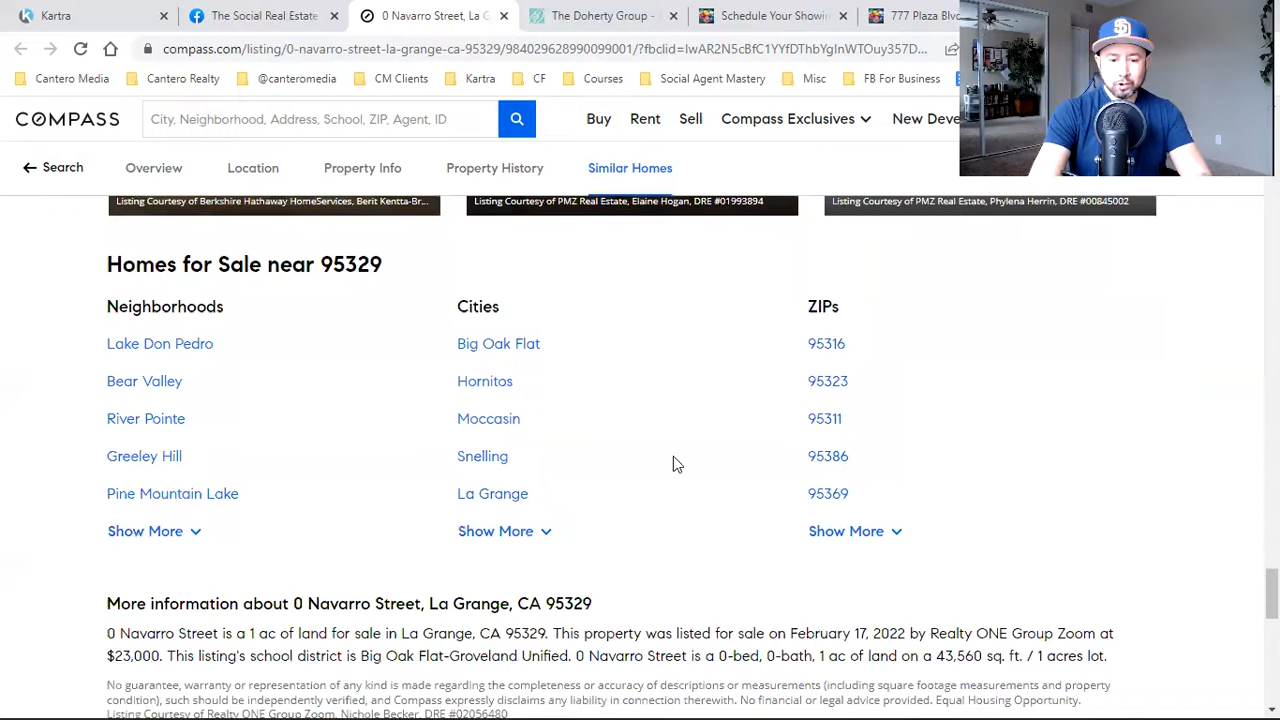 Kartra
The Social Real Estate
0 Navarro Street, La G
The Doherty Group -
Schedule Your Showin
777 Plaza Blv
compass.com/listing/0-navarro-street-la-grange-ca-95329/984029628990099001/?fbclid=IwAR2N5cBfC1YYfDThbYgInWTOuy357D...
Cantero Media
Cantero Realty
@canteromedia
CM Clients
Kartra
CF
Courses
Social Agent Mastery
Misc
FB For Business
COMPASS
City, Neighborhood, Address, School, ZIP, Agent, ID
Buy
Rent
Sell
Compass Exclusives
New Deve
Search
Overview
Location
Property Info
Property History
Similar Homes
Listing Courtesy of Berkshire Hathaway HomeServices, Berit Kentta-Br...
Listing Courtesy of PMZ Real Estate, Elaine Hogan, DRE #01993894
Listing Courtesy of PMZ Real Estate, Phylena Herrin, DRE #00845002
Homes for Sale near 95329
Neighborhoods
Cities
ZIPs
Lake Don Pedro
Big Oak Flat
95316
Bear Valley
Hornitos
95323
River Pointe
Moccasin
95311
Greeley Hill
Snelling
95386
Pine Mountain Lake
La Grange
95369
Show More
Show More
Show More
More information about 0 Navarro Street, La Grange, CA 95329
0 Navarro Street is a 1 ac of land for sale in La Grange, CA 95329. This property was listed for sale on February 17, 2022 by Realty ONE Group Zoom at
$23,000. This listing's school district is Big Oak Flat-Groveland Unified. 0 Navarro Street is a 0-bed, 0-bath, 1 ac of land on a 43,560 sq. ft. / 1 acres lot.
No guarantee, warranty or representation of any kind is made regarding the completeness or accuracy of descriptions or measurements (including square footage measurements and property
condition), such should be independently verified, and Compass expressly disclaims any liability in connection therewith. No financial or legal advice provided. Equal Housing Opportunity.
Listing Courtesy of Realty ONE Group Zoom, Nichole Becker, DRE #02056480